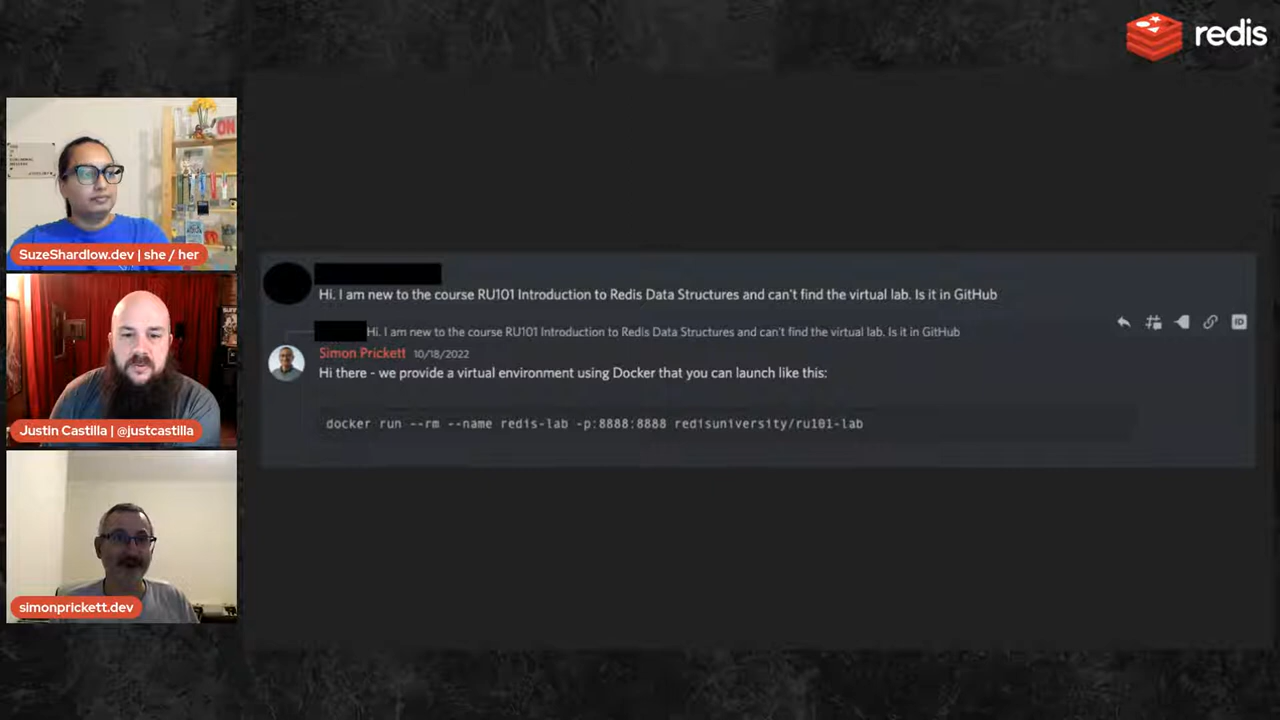 redis
SuzeShardlow.dev | she / her
Justin Castilla | @justcastilla
simonprickett.dev
Hi. I am new to the course RU101 Introduction to Redis Data Structures and can't find the virtual lab. Is it in GitHub
Hi. I am new to the course RU101 Introduction to Redis Data Structures and can't find the virtual lab. Is it in GitHub
Simon Prickett 10/18/2022
Hi there - we provide a virtual environment using Docker that you can launch like this:
docker run --rm --name redis-lab -p:8888:8888 redisuniversity/ru101-lab
ID